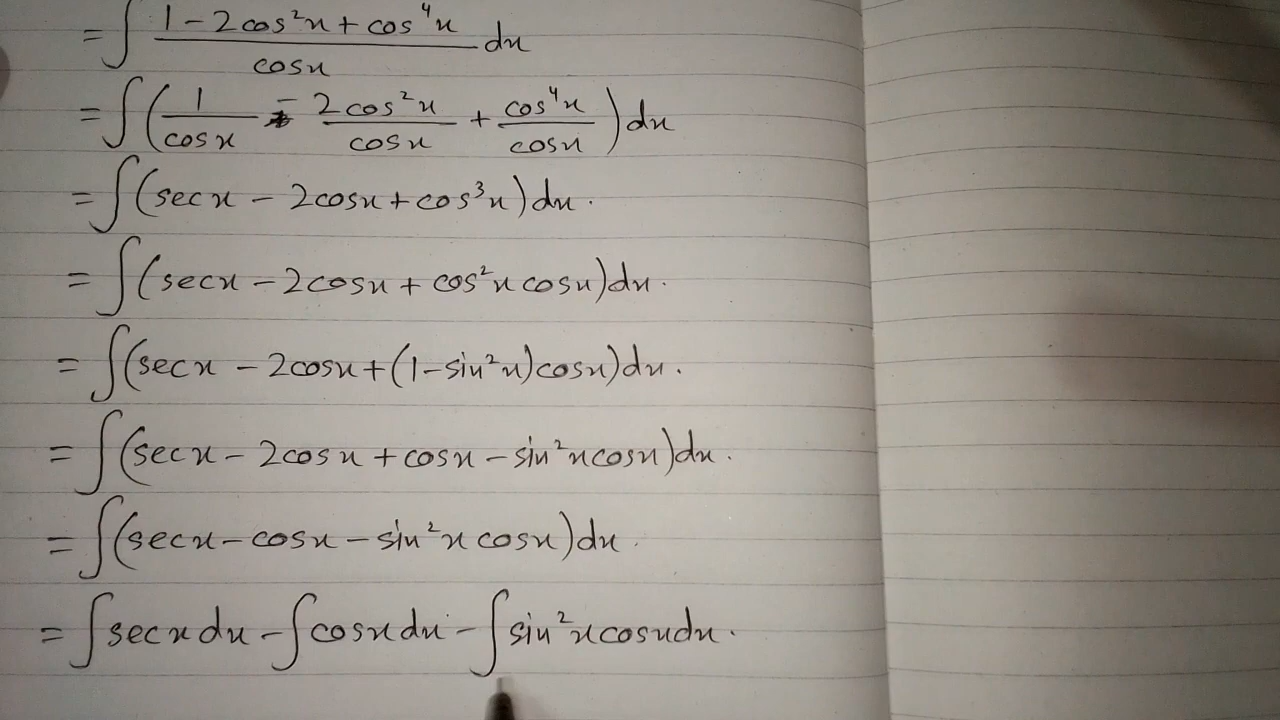 = ∫ (1 - 2cos²x + cos⁴x)/cosx dx
= ∫ (1/cosx - 2cos²x/cosx + cos⁴x/cosx) dx
= ∫ (secx - 2cosx + cos³x) dx.
= ∫ (secx - 2cosx + cos²x cosx) dx.
= ∫ (secx - 2cosx + (1 - sin²x) cosx) dx.
= ∫ (secx - 2cosx + cosx - sin²x cosx) dx.
= ∫ (secx - cosx - sin²x cosx) dx.
= ∫ secx dx - ∫ cosx dx - ∫ sin²x cosx dx.